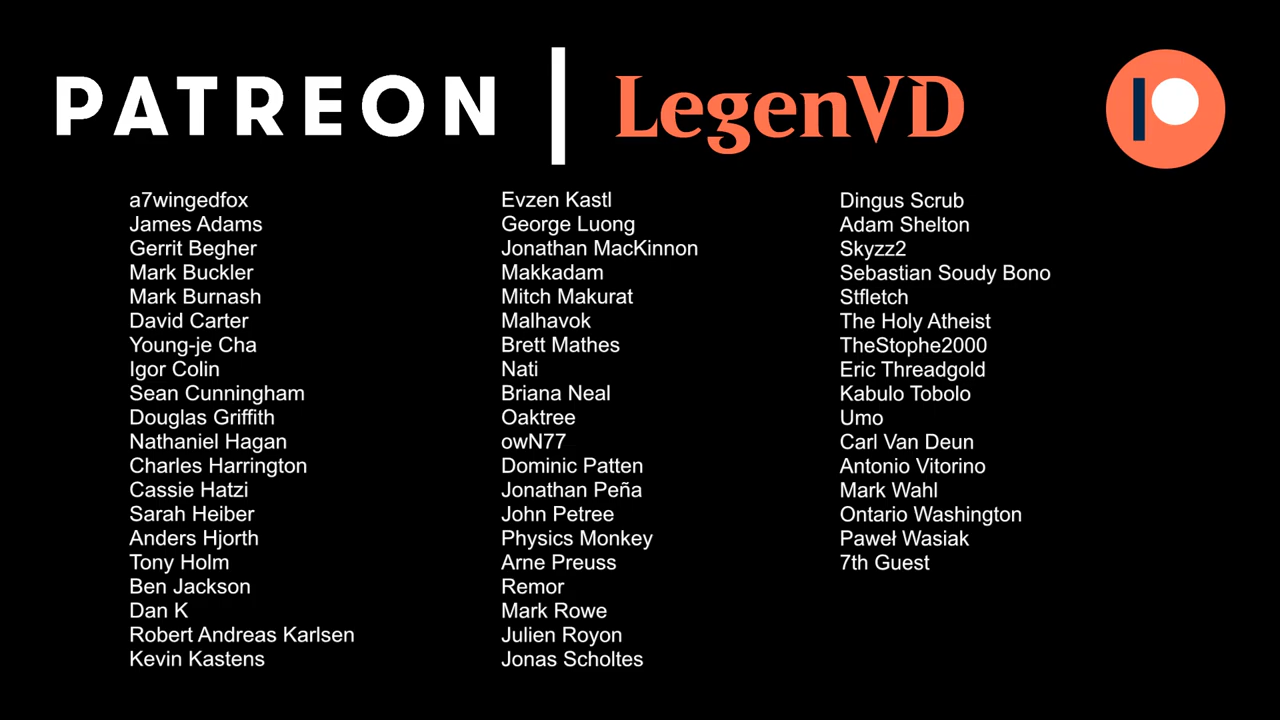 PATREON | LegenVD
a7wingedfox
James Adams
Gerrit Begher
Mark Buckler
Mark Burnash
David Carter
Young-je Cha
Igor Colin
Sean Cunningham
Douglas Griffith
Nathaniel Hagan
Charles Harrington
Cassie Hatzi
Sarah Heiber
Anders Hjorth
Tony Holm
Ben Jackson
Dan K
Robert Andreas Karlsen
Kevin Kastens
Evzen Kastl
George Luong
Jonathan MacKinnon
Makkadam
Mitch Makurat
Malhavok
Brett Mathes
Nati
Briana Neal
Oaktree
owN77
Dominic Patten
Jonathan Peña
John Petree
Physics Monkey
Arne Preuss
Remor
Mark Rowe
Julien Royon
Jonas Scholtes
Dingus Scrub
Adam Shelton
Skyzz2
Sebastian Soudy Bono
Stfletch
The Holy Atheist
TheStophe2000
Eric Threadgold
Kabulo Tobolo
Umo
Carl Van Deun
Antonio Vitorino
Mark Wahl
Ontario Washington
Paweł Wasiak
7th Guest